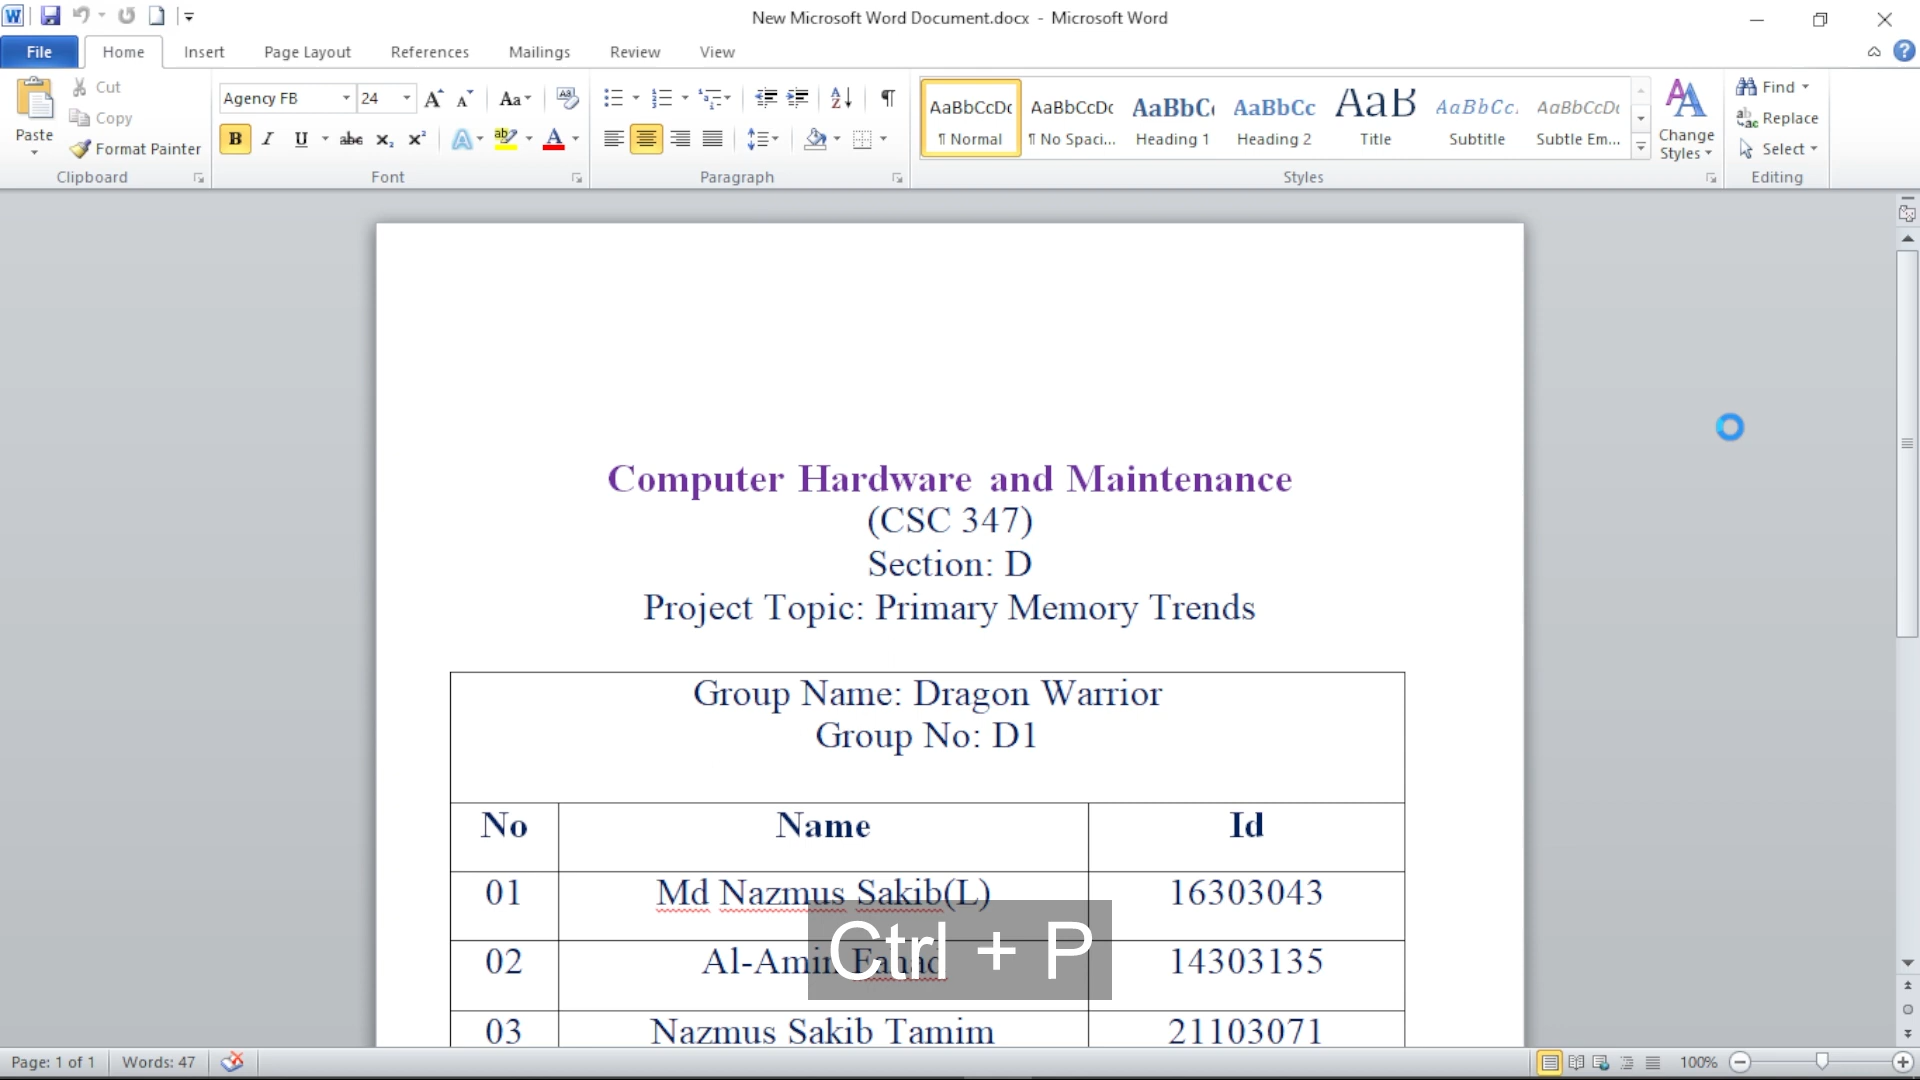 New Microsoft Word Document.docx - Microsoft Word
File Home Insert Page Layout References Mailings Review View
Paste
Cut
Copy
Format Painter
Clipboard
Agency FB 24
Font
Paragraph
AaBbCcDc AaBbCcDc AaBbC AaBbCc AaB AaBbCc. AaBbCcDc
¶ Normal ¶ No Spaci... Heading 1 Heading 2 Title Subtitle Subtle Em...
Change Styles
Styles
Find
Replace
Select
Editing
Computer Hardware and Maintenance
(CSC 347)
Section: D
Project Topic: Primary Memory Trends
Group Name: Dragon Warrior
Group No: D1
No Name Id
01 Md Nazmus Sakib(L) 16303043
02 Al-Amin Fahad 14303135
03 Nazmus Sakib Tamim 21103071
Ctrl + P
Page: 1 of 1 Words: 47 100%